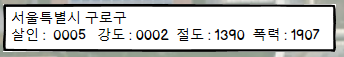 서울특별시 구로구
살인 : 0005 강도 : 0002 절도 : 1390 폭력 : 1907